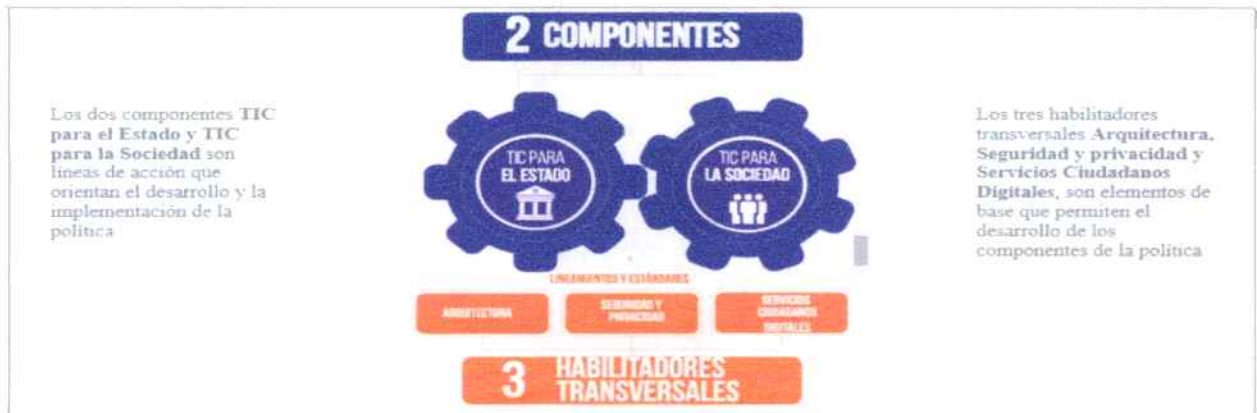 2 COMPONENTES
Los dos componentes TIC
para el Estado y TIC
para la Sociedad son
líneas de acción que
orientan el desarrollo y la
implementación de la
política
TIC PARA
EL ESTADO
TIC PARA
LA SOCIEDAD
Los tres habilitadores
transversales Arquitectura,
Seguridad y privacidad y
Servicios Ciudadanos
Digitales, son elementos de
base que permiten el
desarrollo de los
componentes de la política
LINEAMIENTOS Y ESTÁNDARES
ARQUITECTURA
SEGURIDAD Y
PRIVACIDAD
SERVICIOS
CIUDADANOS
DIGITALES
3 HABILITADORES
TRANSVERSALES